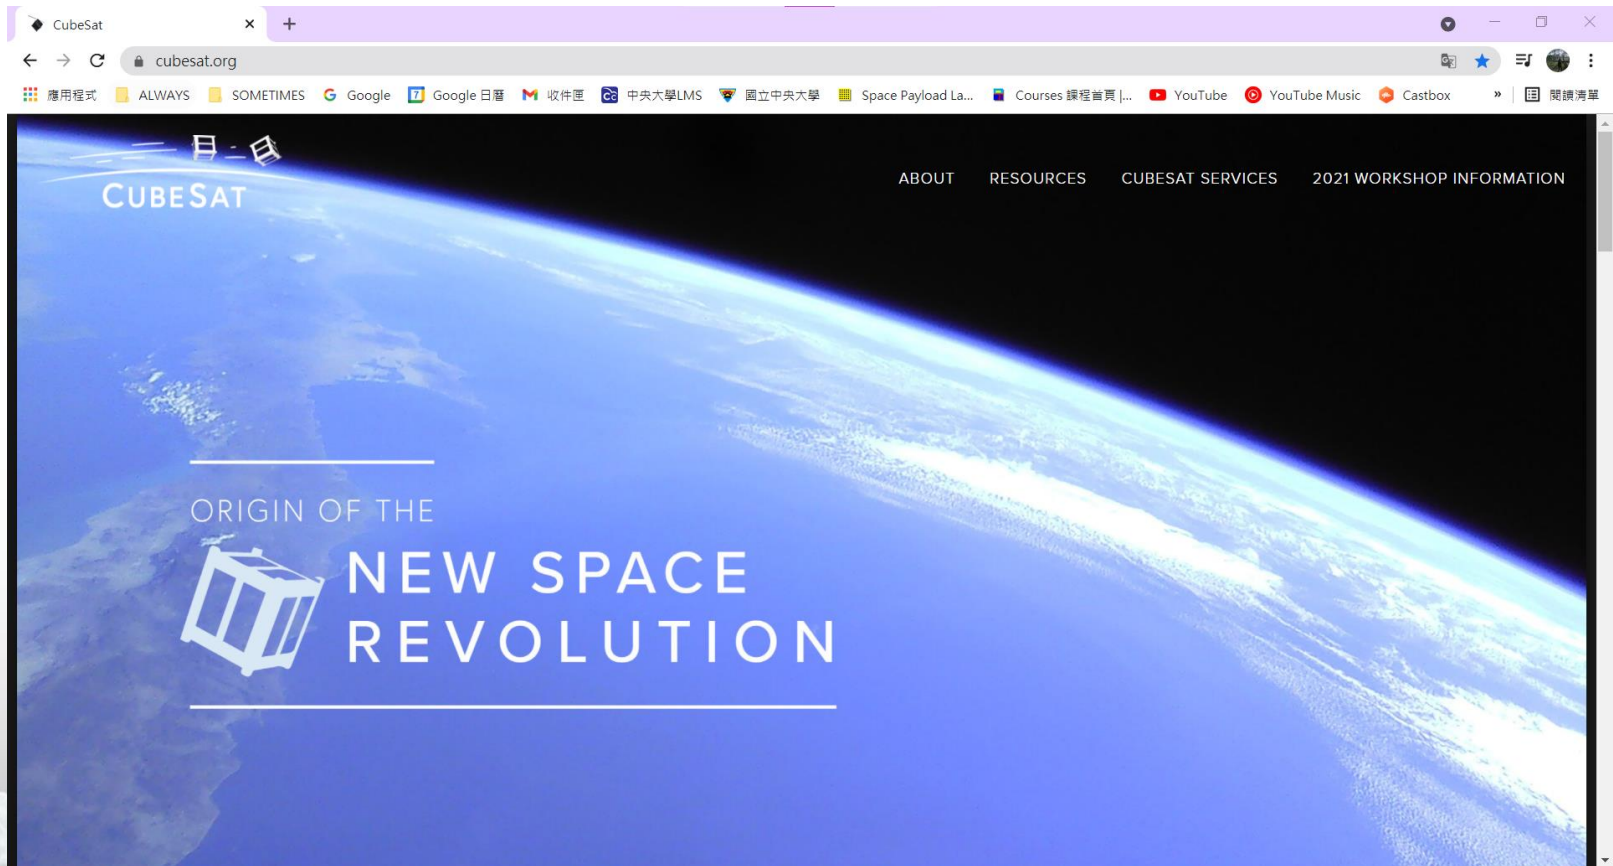 CubeSat
cubesat.org
應用程式 ALWAYS SOMETIMES Google 7 Google 日曆 收件匣 Cc 中央大學LMS 國立中央大學 Space Payload La... Courses 課程首頁 |... YouTube YouTube Music Castbox » 閱讀清單
CUBESAT
ABOUT RESOURCES CUBESAT SERVICES 2021 WORKSHOP INFORMATION
ORIGIN OF THE
NEW SPACE
REVOLUTION